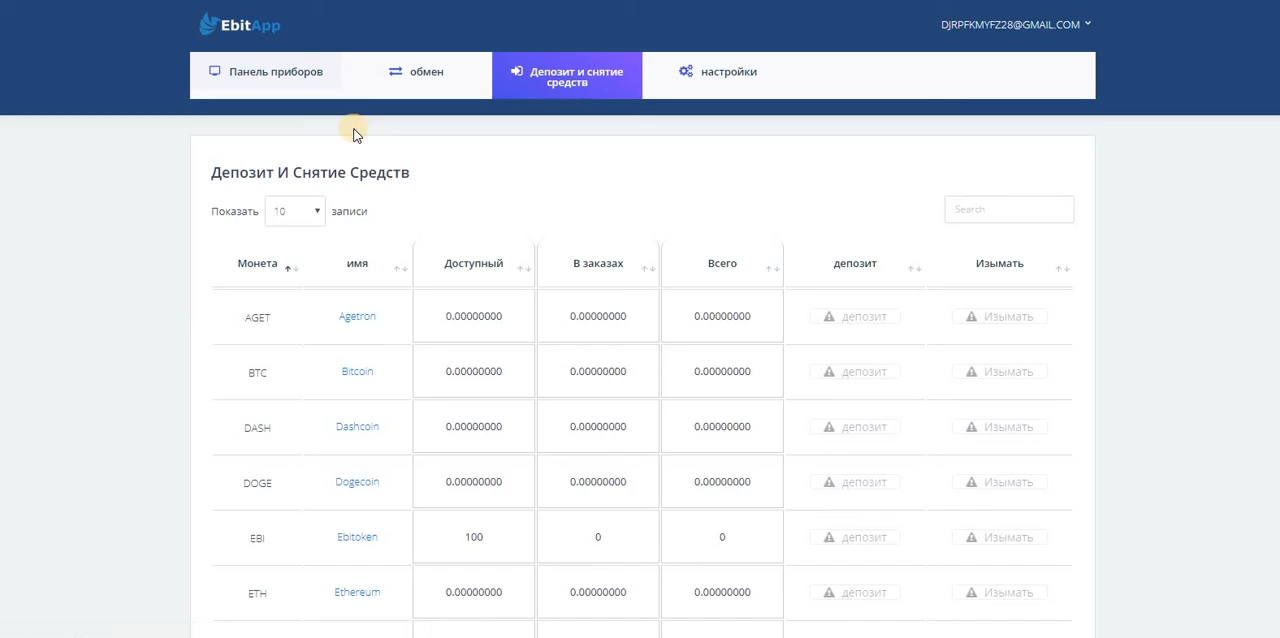 EbitApp
DJRPFKMYFZ28@GMAIL.COM
Панель приборов
обмен
Депозит и снятие
средств
настройки
Депозит И Снятие Средств
Показать 10 записи
Search
Монета имя Доступный В заказах Всего депозит Изымать
AGET Agetron 0.00000000 0.00000000 0.00000000 депозит Изымать
BTC Bitcoin 0.00000000 0.00000000 0.00000000 депозит Изымать
DASH Dashcoin 0.00000000 0.00000000 0.00000000 депозит Изымать
DOGE Dogecoin 0.00000000 0.00000000 0.00000000 депозит Изымать
EBI Ebitoken 100 0 0 депозит Изымать
ETH Ethereum 0.00000000 0.00000000 0.00000000 депозит Изымать